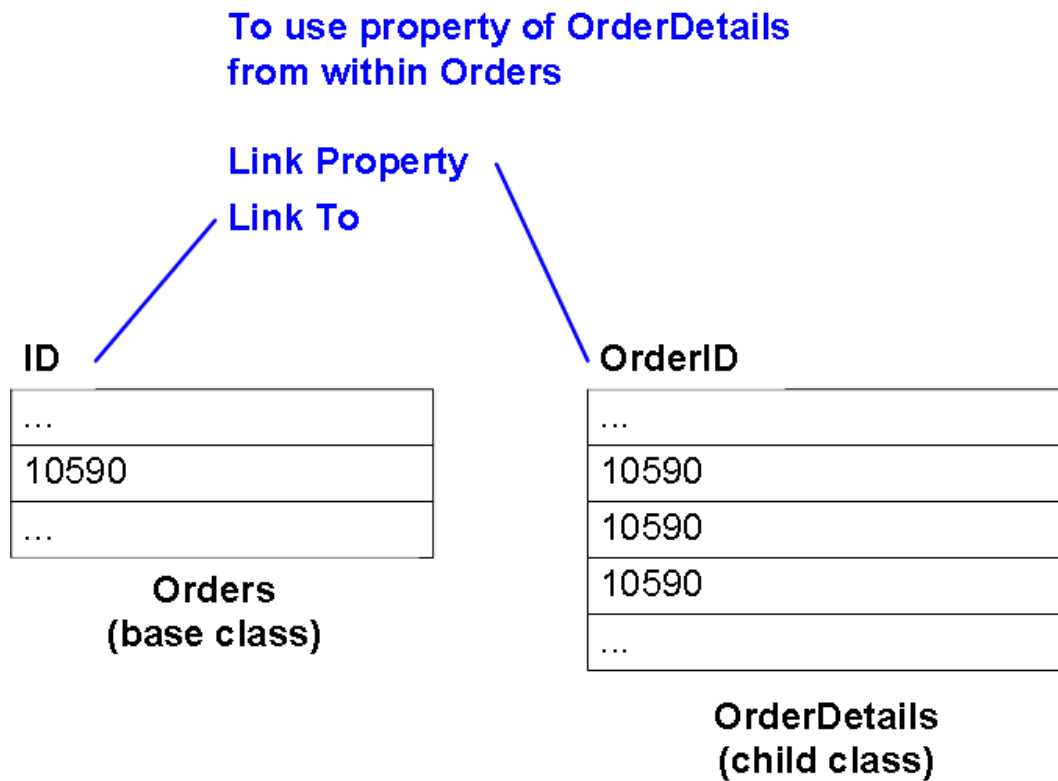 To use property of OrderDetails
from within Orders
Link Property
Link To
ID
...
10590
...
Orders
(base class)
OrderID
...
10590
10590
10590
...
OrderDetails
(child class)